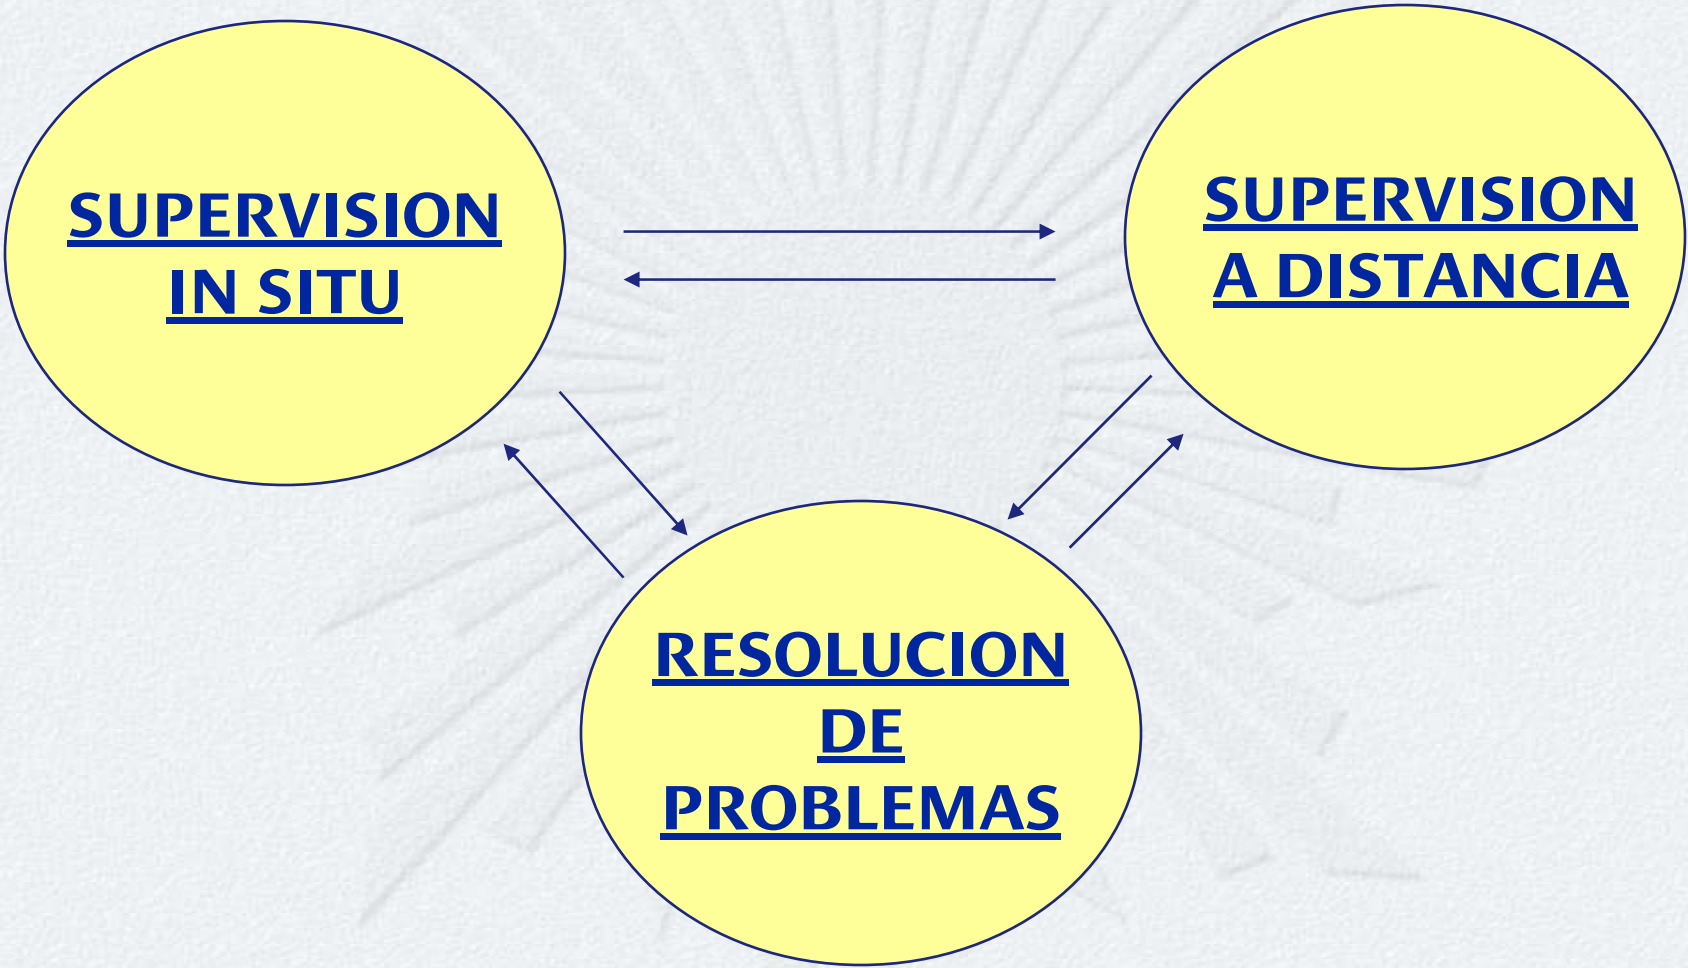 SUPERVISION
IN SITU
SUPERVISION
A DISTANCIA
RESOLUCION
DE
PROBLEMAS